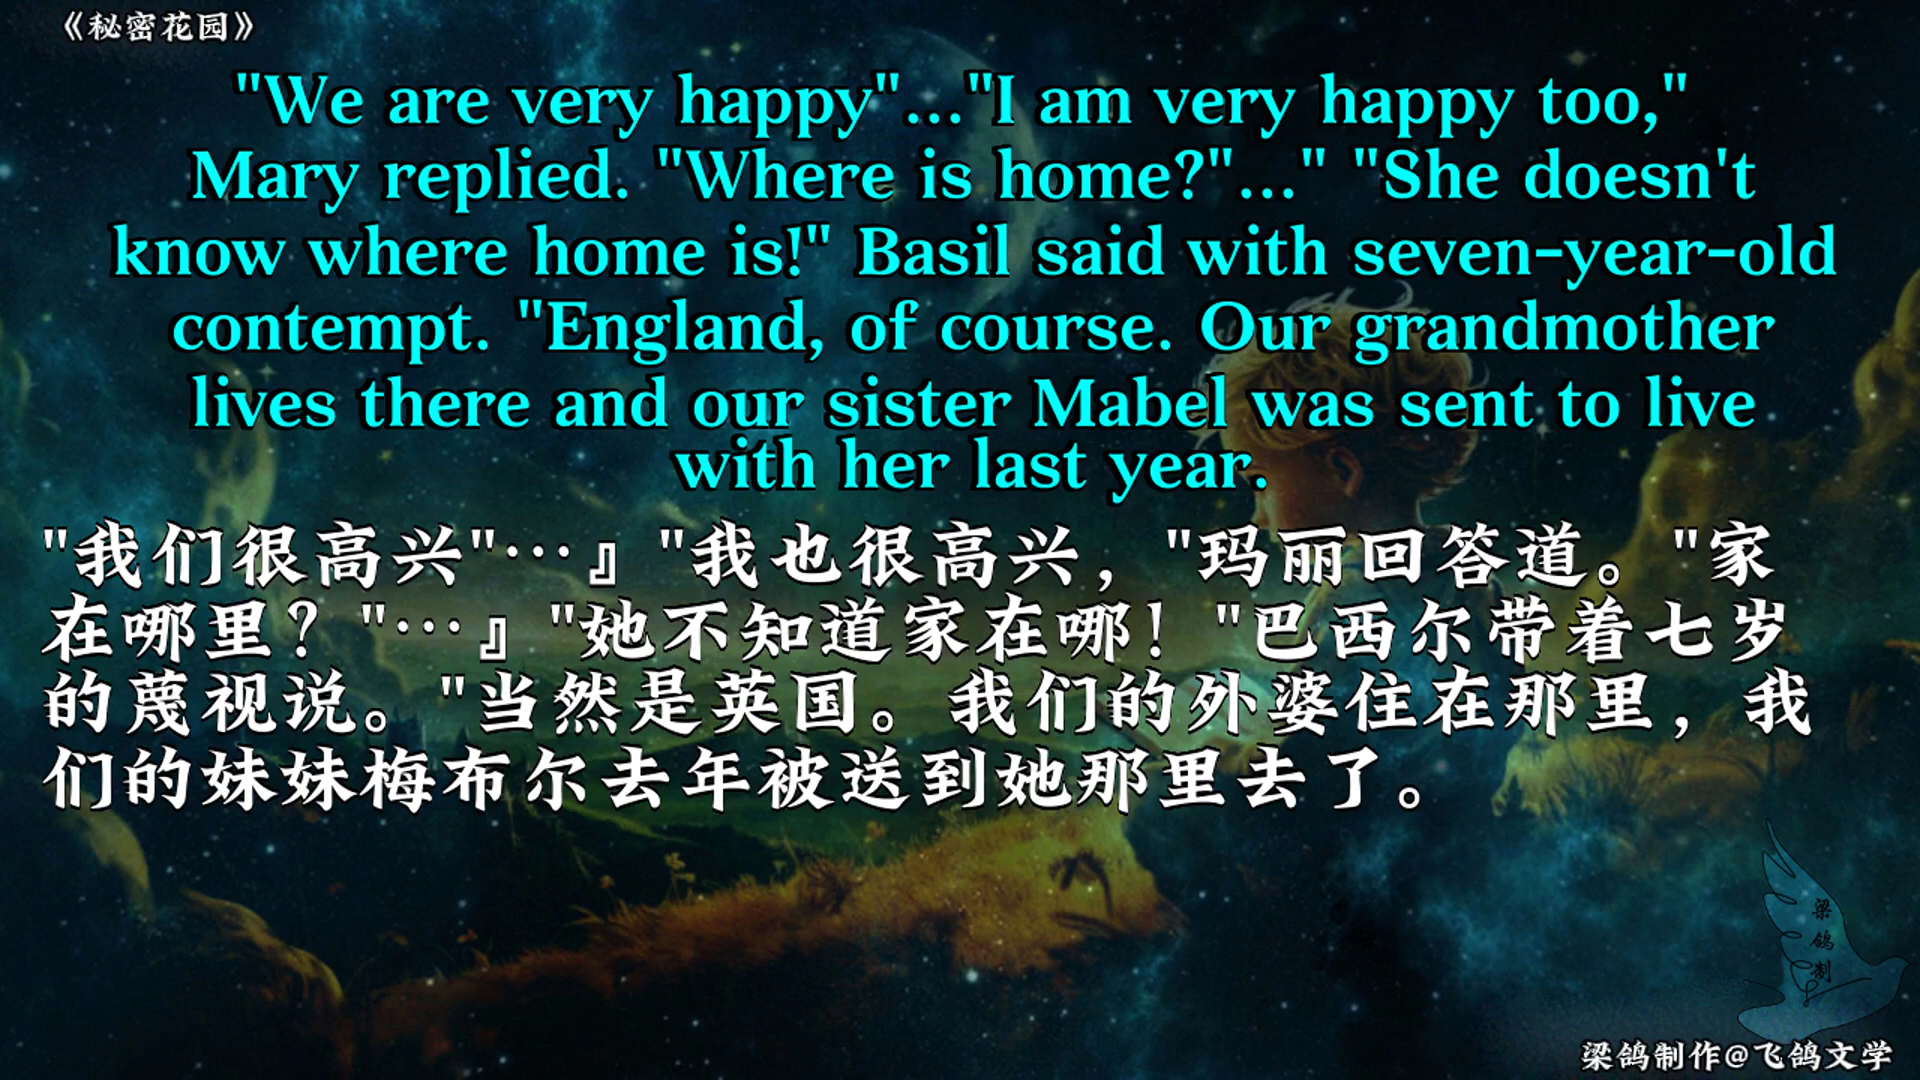 《秘密花园》
"We are very happy"..."I am very happy too,"
Mary replied. "Where is home?"..." "She doesn't
know where home is!" Basil said with seven-year-old
contempt. "England, of course. Our grandmother
lives there and our sister Mabel was sent to live
with her last year.
"我们很高兴"…』"我也很高兴，"玛丽回答道。"家
在哪里？"…』"她不知道家在哪！"巴西尔带着七岁
的蔑视说。"当然是英国。我们的外婆住在那里，我
们的妹妹梅布尔去年被送到她那里去了。
梁
鸽
制
梁鸽制作@飞鸽文学